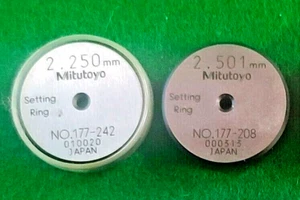 2.250mm
Mitutoyo
Setting
Ring
NO.177-242
010020
JAPAN
2.501mm
Mitutoyo
Setting
Ring
NO.177-208
000313
JAPAN